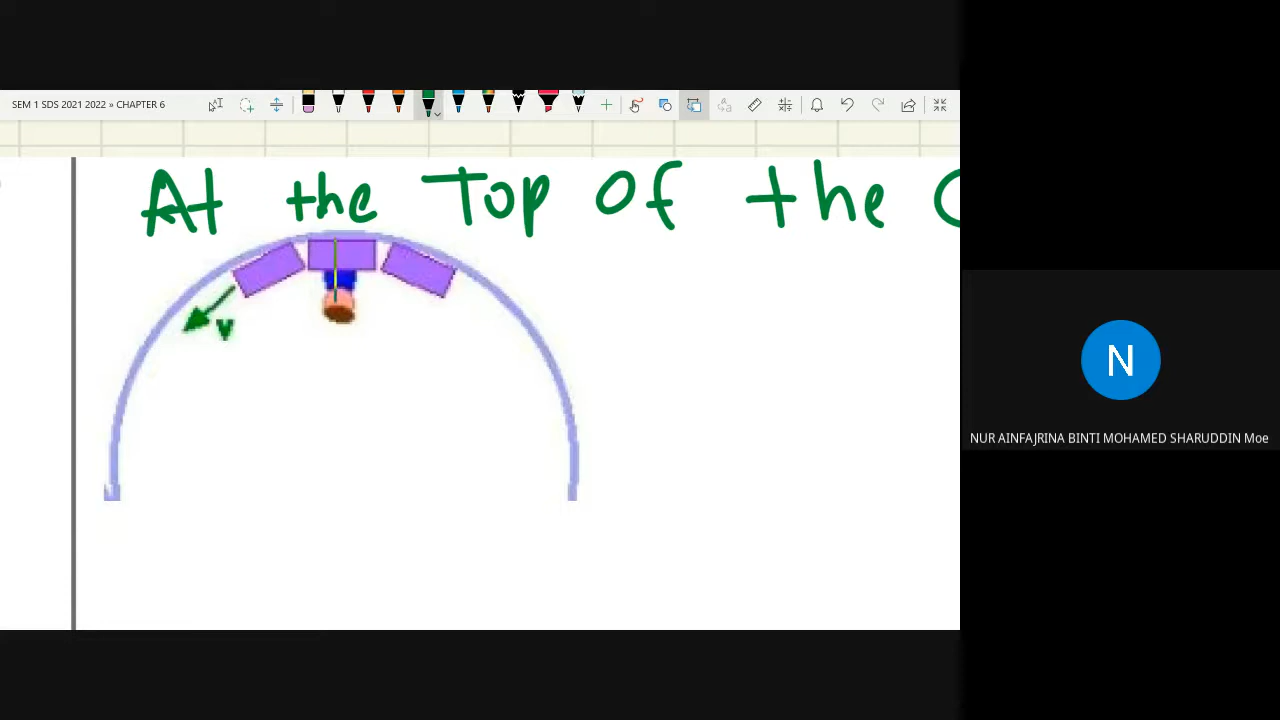 SEM 1 SDS 2021 2022 » CHAPTER 6
At the Top of the
v
N
NUR AINFAJRINA BINTI MOHAMED SHARUDDIN Moe